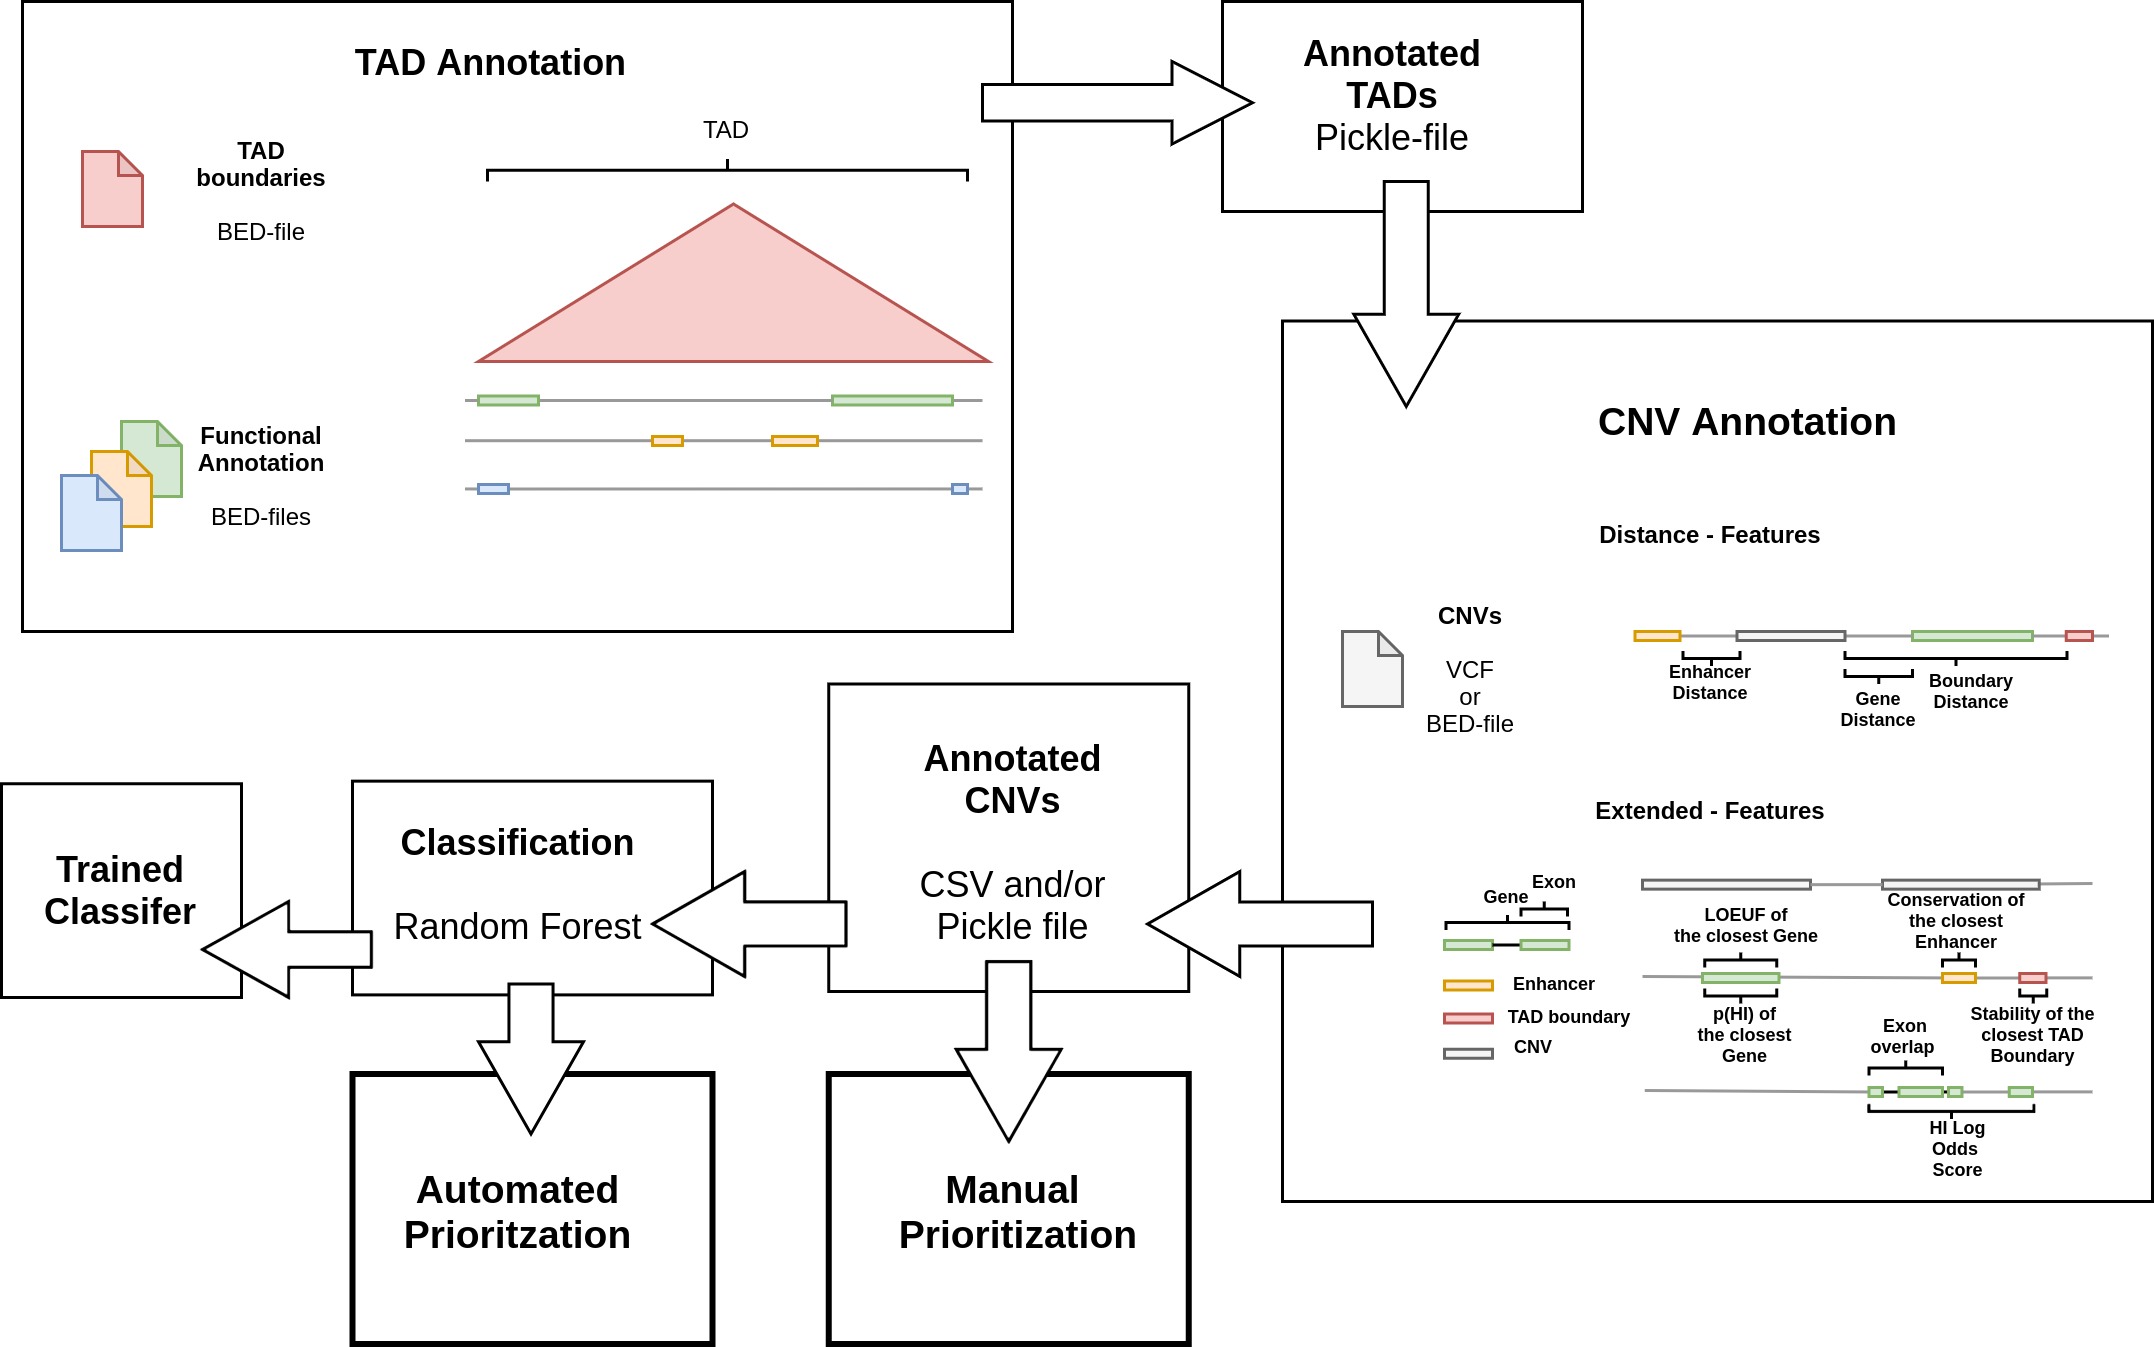 TAD Annotation
TAD
boundaries
BED-file
TAD
Functional
Annotation
BED-files
Annotated
TADs
Pickle-file
CNV Annotation
Distance - Features
CNVs
VCF
or
BED-file
Enhancer
Distance
Gene
Distance
Boundary
Distance
Extended - Features
Gene
Exon
Enhancer
TAD boundary
CNV
LOEUF of
the closest Gene
Conservation of
the closest
Enhancer
p(HI) of
the closest
Gene
Stability of the
closest TAD
Boundary
Exon
overlap
HI Log
Odds
Score
Annotated
CNVs
CSV and/or
Pickle file
Classification
Random Forest
Trained
Classifer
Automated
Prioritzation
Manual
Prioritization